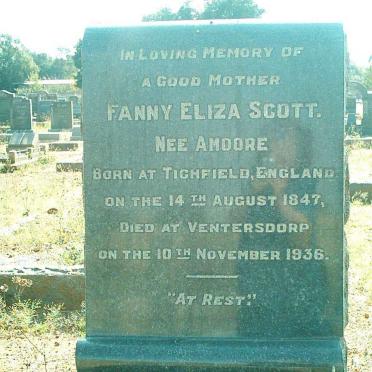 IN LOVING MEMORY OF
A GOOD MOTHER
FANNY ELIZA SCOTT.
NEE AMOORE
BORN AT TICHFIELD, ENGLAND
ON THE 14TH AUGUST 1847,
DIED AT VENTERSDORP
ON THE 10TH NOVEMBER 1936.
"AT REST."